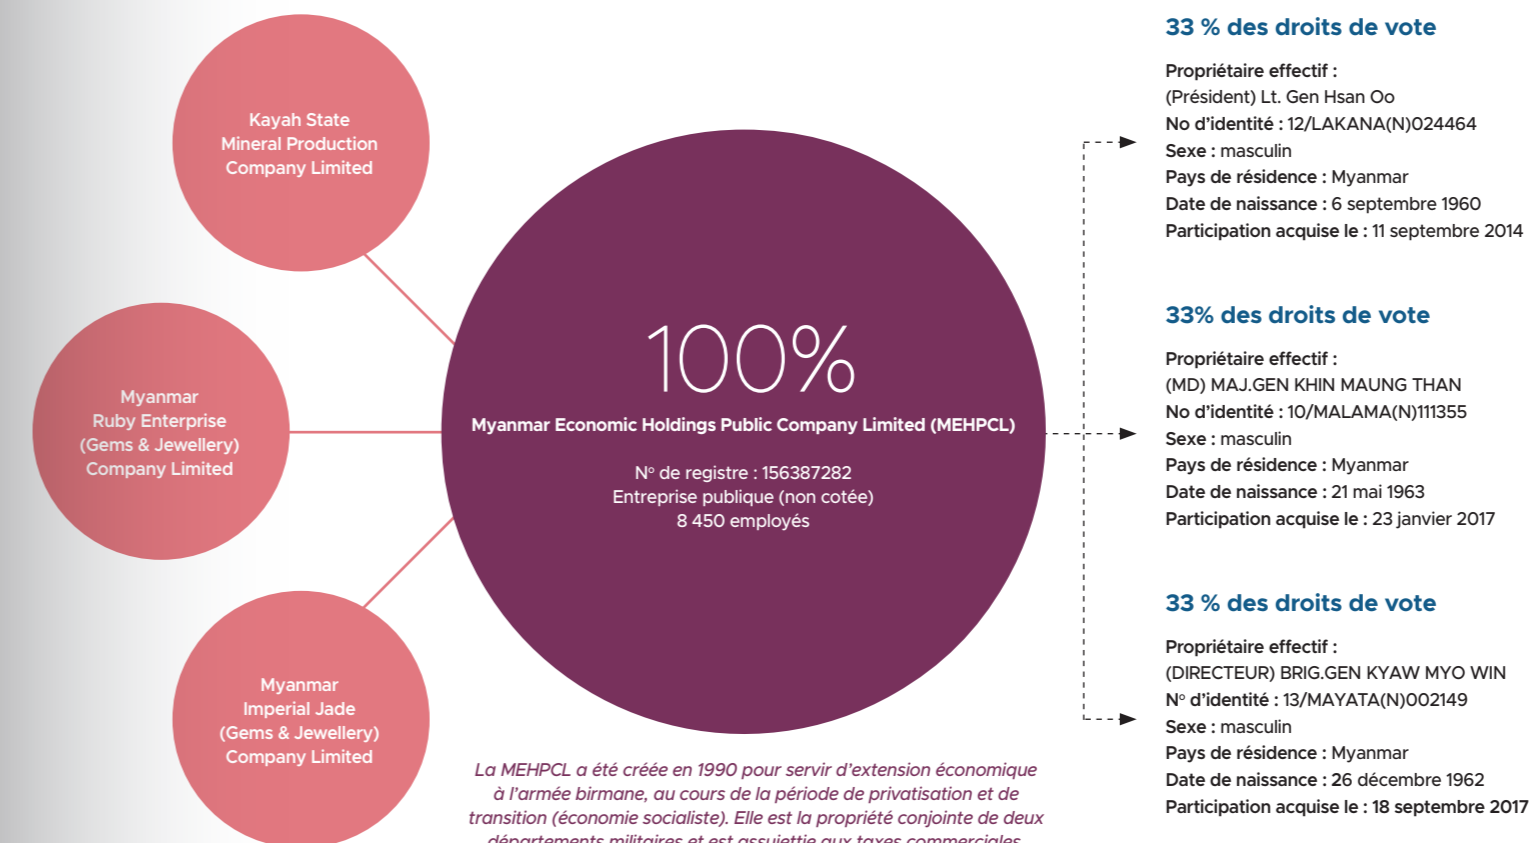 Kayah State
Mineral Production
Company Limited
Myanmar
Ruby Enterprise
(Gems & Jewellery)
Company Limited
Myanmar
Imperial Jade
(Gems & Jewellery)
Company Limited
100%
Myanmar Economic Holdings Public Company Limited (MEHPCL)
Nº de registre : 156387282
Entreprise publique (non cotée)
8 450 employés
La MEHPCL a été créée en 1990 pour servir d'extension économique
à l'armée birmane, au cours de la période de privatisation et de
transition (économie socialiste). Elle est la propriété conjointe de deux
départements militaires et est assujettie aux taxes commerciales
33 % des droits de vote
Propriétaire effectif :
(Président) Lt. Gen Hsan Oo
No d'identité : 12/LAKANA(N)024464
Sexe : masculin
Pays de résidence : Myanmar
Date de naissance : 6 septembre 1960
Participation acquise le : 11 septembre 2014
33% des droits de vote
Propriétaire effectif :
(MD) MAJ.GEN KHIN MAUNG THAN
No d'identité : 10/MALAMA(N)111355
Sexe : masculin
Pays de résidence : Myanmar
Date de naissance : 21 mai 1963
Participation acquise le : 23 janvier 2017
33 % des droits de vote
Propriétaire effectif :
(DIRECTEUR) BRIG.GEN KYAW MYO WIN
Nº d'identité : 13/MAYATA(N)002149
Sexe : masculin
Pays de résidence : Myanmar
Date de naissance : 26 décembre 1962
Participation acquise le : 18 septembre 2017